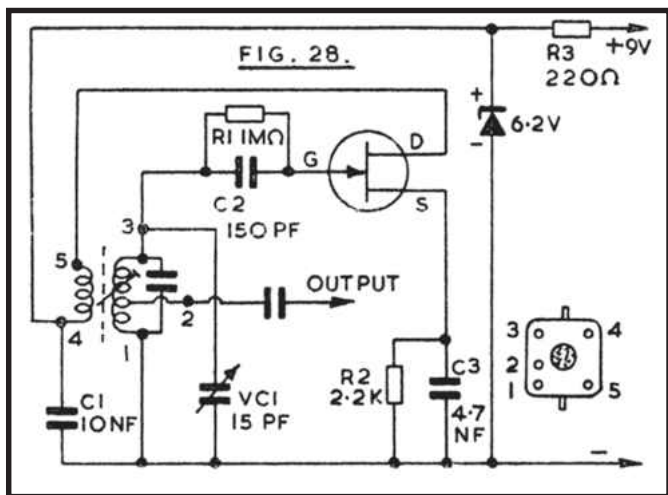 FIG. 28.
+9V
R3
220Ω
+
6.2V
-
R1 1MΩ
G
D
S
C2
150 PF
3
5
OUTPUT
2
4
1
C1
10NF
VC1
15 PF
R2
2.2K
C3
4.7
NF
3
4
2
1
5
-